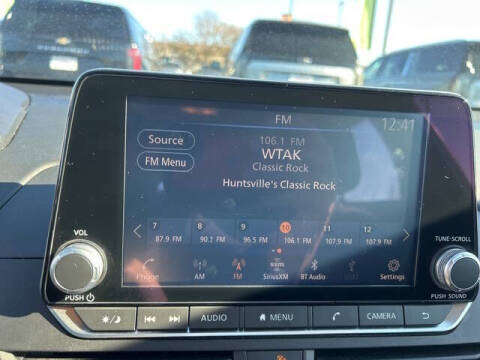 FM
12:41
Source
FM Menu
106.1 FM
WTAK
Classic Rock
Huntsville's Classic Rock
7 8 9 10 11 12
87.9 FM 90.1 FM 96.5 FM 106.1 FM 107.9 FM 107.9 FM
Phone AM FM SiriusXM BT Audio Settings
VOL
PUSH
TUNE·SCROLL
PUSH SOUND
AUDIO MENU CAMERA